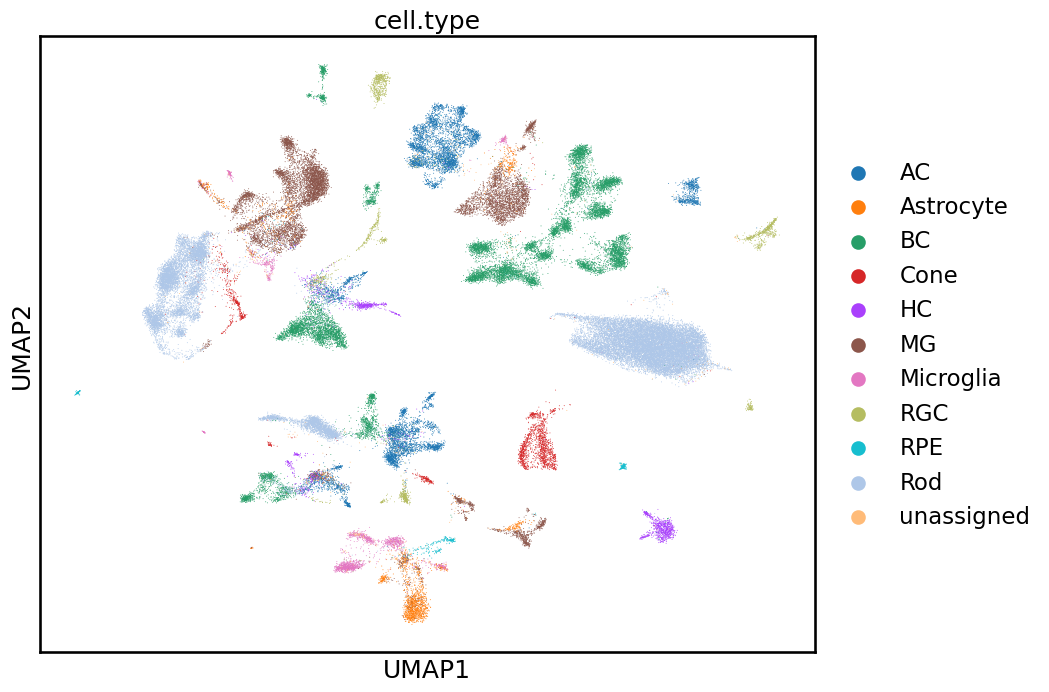 cell.type
UMAP2
UMAP1
AC
Astrocyte
BC
Cone
HC
MG
Microglia
RGC
RPE
Rod
unassigned